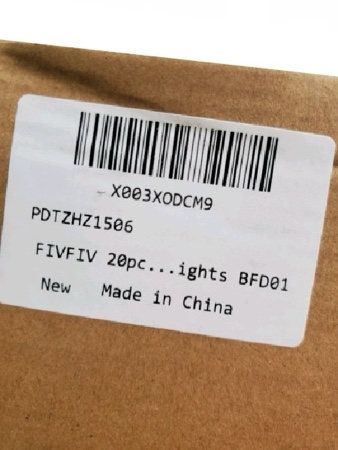 X003XODCM9
PDTZHZ1506
FIVFIV 20pc...ights BFD01
New Made in China